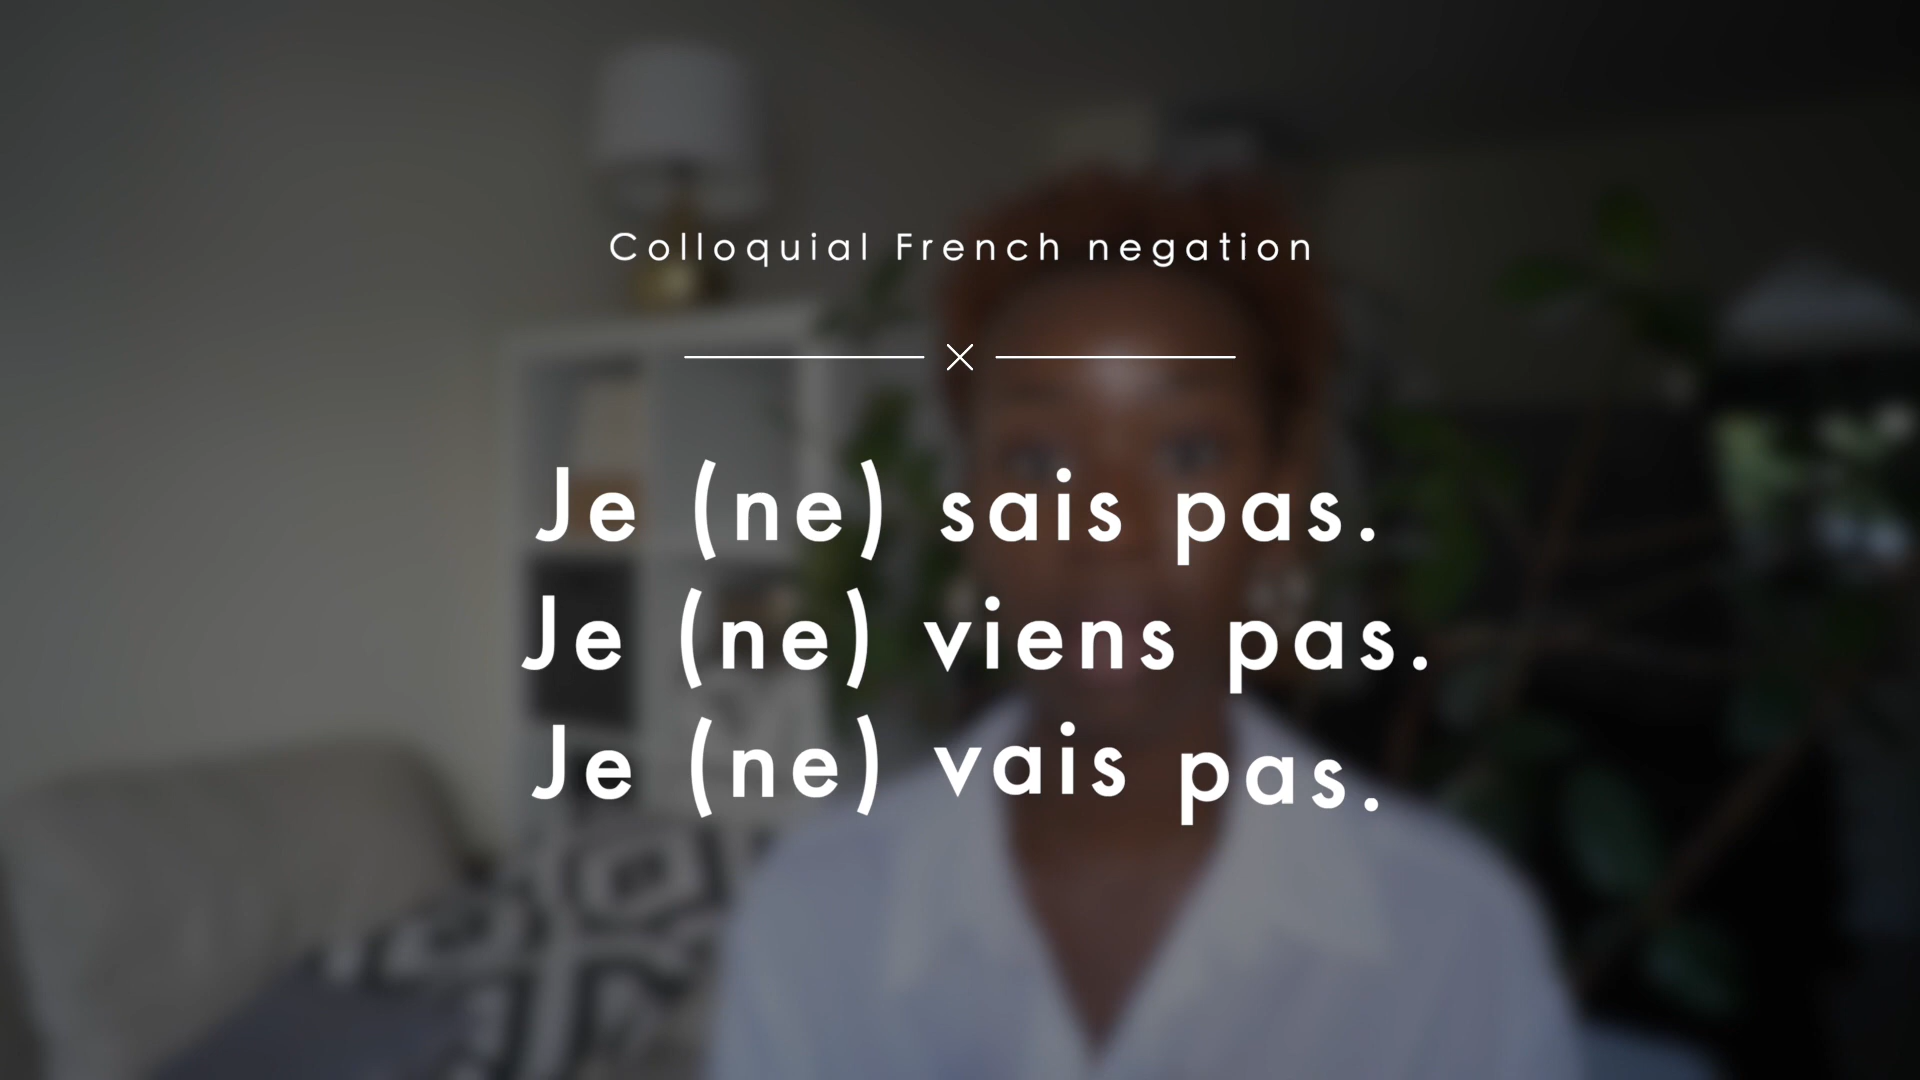 Colloquial French negation
Je (ne) sais pas.
Je (ne) viens pas.
Je (ne) vais pas.